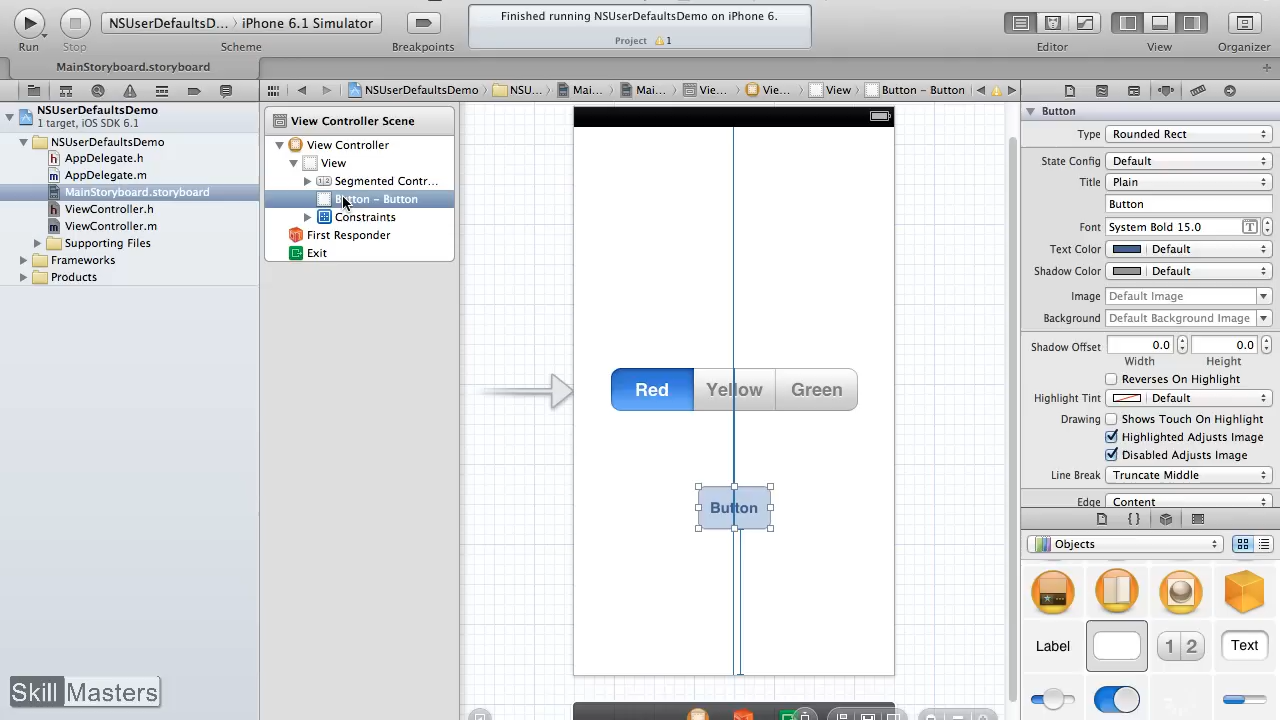 NSUserDefaultsD...
iPhone 6.1 Simulator
Finished running NSUserDefaultsDemo on iPhone 6.
Project
1
Run
Stop
Scheme
Breakpoints
Editor
View
Organizer
MainStoryboard.storyboard
NSUserDefaultsDemo
NSU...
Mai...
Mai...
Vie...
Vie...
View
Button – Button
NSUserDefaultsDemo
1 target, iOS SDK 6.1
NSUserDefaultsDemo
AppDelegate.h
AppDelegate.m
MainStoryboard.storyboard
ViewController.h
ViewController.m
Supporting Files
Frameworks
Products
View Controller Scene
View Controller
View
Segmented Contr...
Button – Button
Constraints
First Responder
Exit
Red
Yellow
Green
Button
Button
Type
Rounded Rect
State Config
Default
Title
Plain
Button
Font
System Bold 15.0
T
Text Color
Default
Shadow Color
Default
Image
Default Image
Background
Default Background Image
Shadow Offset
0.0
0.0
Width
Height
Reverses On Highlight
Highlight Tint
Default
Drawing
Shows Touch On Highlight
Highlighted Adjusts Image
Disabled Adjusts Image
Line Break
Truncate Middle
Edge
Content
{ }
Objects
Label
1 2
Text
Skill Masters